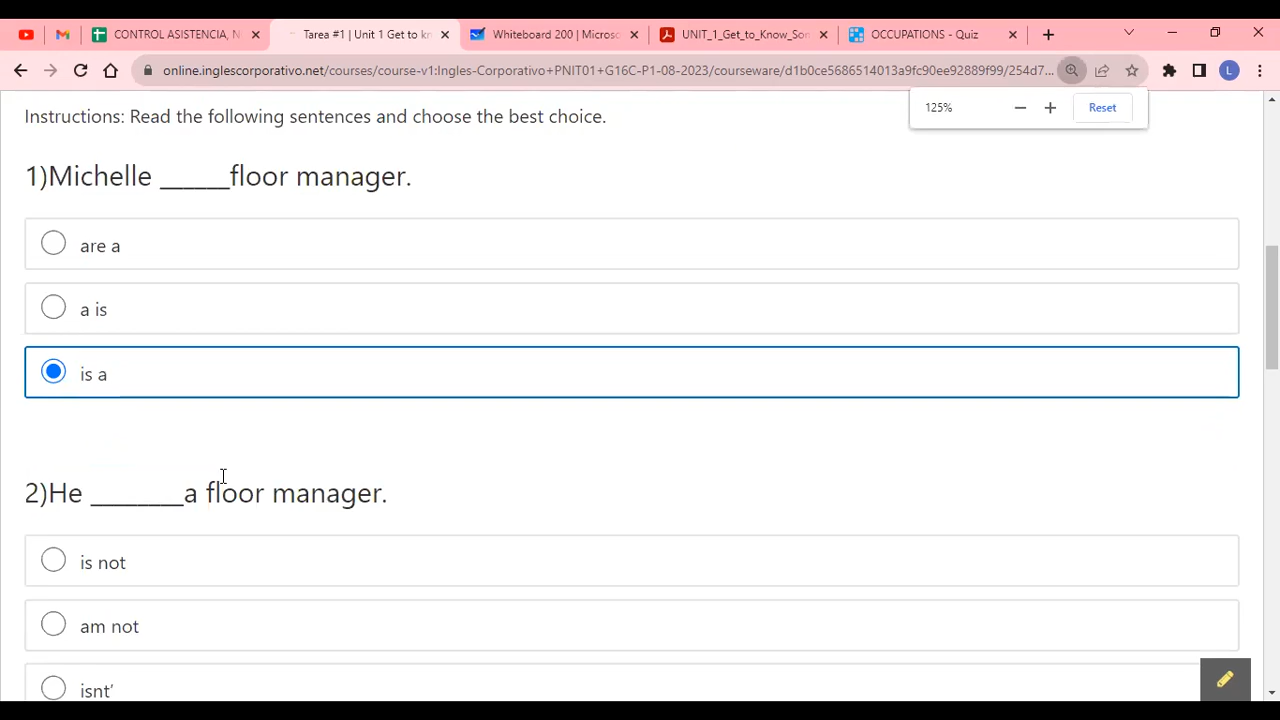 CONTROL ASISTENCIA, N
Tarea #1 | Unit 1 Get to kn
Whiteboard 200 | Micros
UNIT_1_Get_to_Know_Son
OCCUPATIONS - Quiz
online.inglescorporativo.net/courses/course-v1:Ingles-Corporativo+PNIT01+G16C-P1-08-2023/courseware/d1b0ce5686514013a9fc90ee92889f99/254d7...
L
125%
Reset
Instructions: Read the following sentences and choose the best choice.
1)Michelle ______floor manager.
are a
a is
is a
2)He ________a floor manager.
is not
am not
isnt'